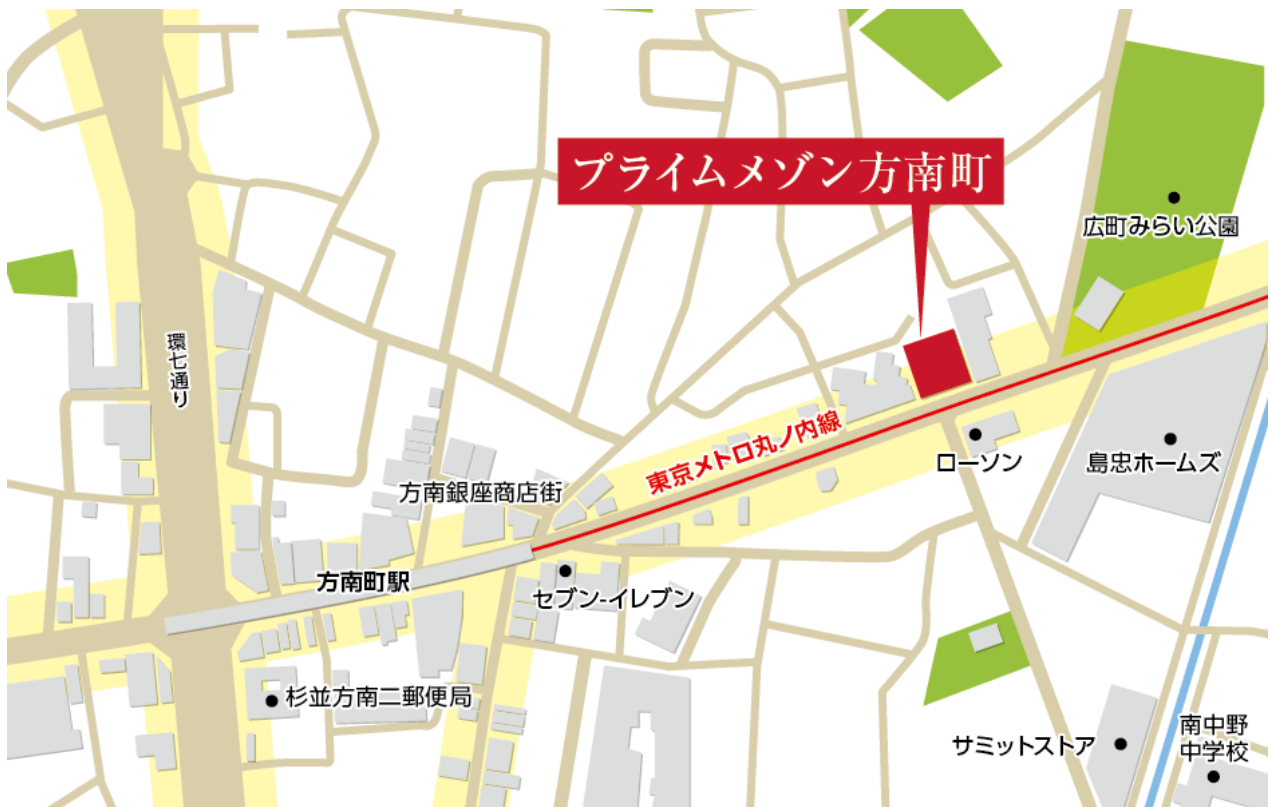 プライムメゾン方南町
広町みらい公園
環七通り
東京メトロ丸ノ内線
ローソン
島忠ホームズ
方南銀座商店街
方南町駅
セブン-イレブン
杉並方南二郵便局
サミットストア
南中野
中学校